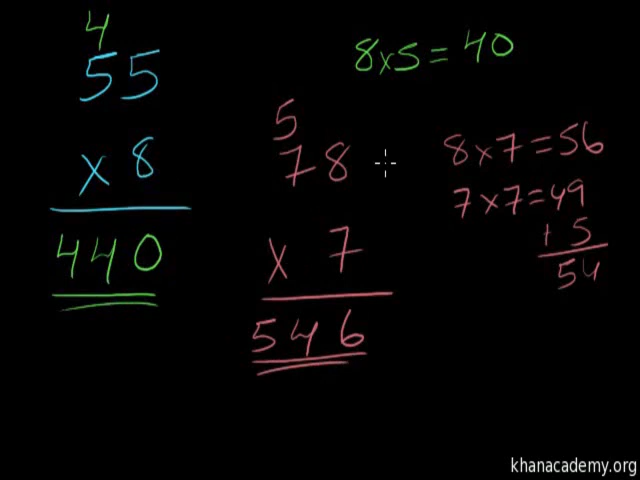 4
55
x 8
440
8x5=40
5
78
x 7
546
8x7=56
7x7=49
+ 5
54
khanacademy.org